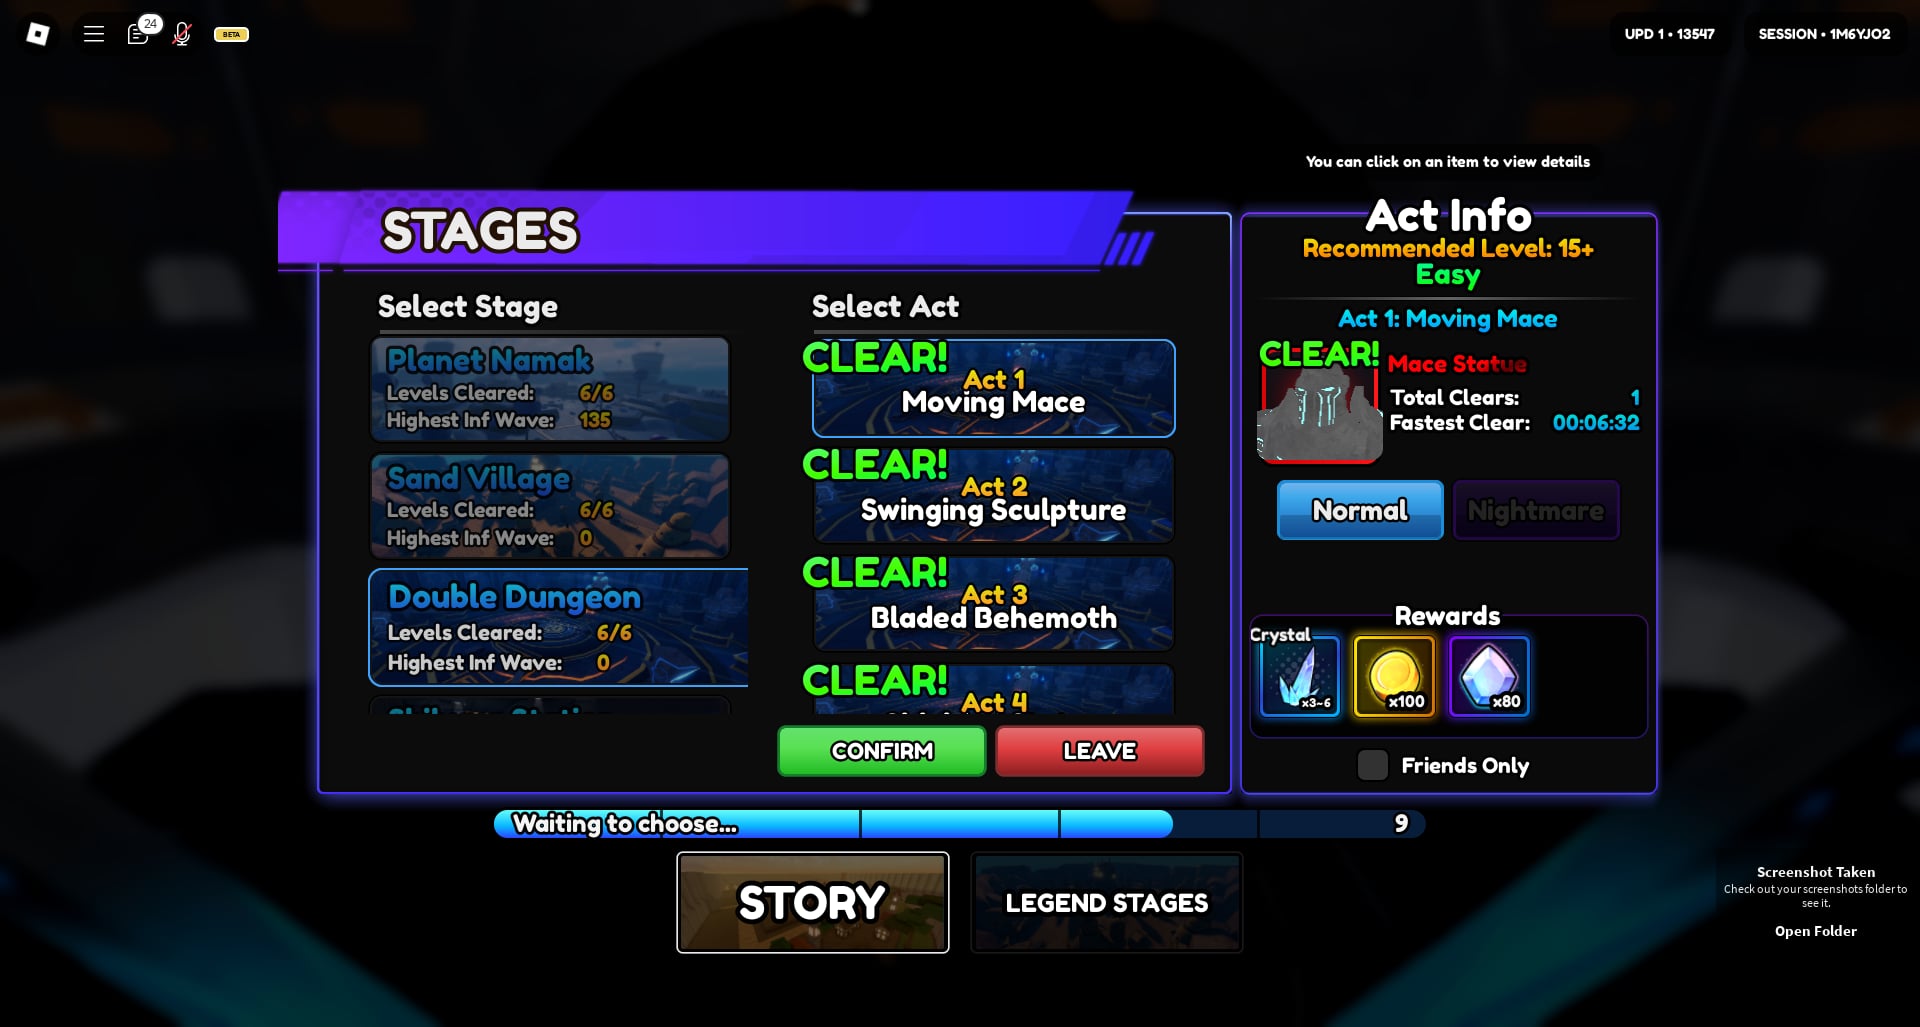 24
BETA
UPD 1 • 13547
SESSION • 1M6YJO2
You can click on an item to view details
STAGES
Select Stage
Planet Namak
Levels Cleared: 6/6
Highest Inf Wave: 135
Sand Village
Levels Cleared: 6/6
Highest Inf Wave: 0
Double Dungeon
Levels Cleared: 6/6
Highest Inf Wave: 0
Select Act
CLEAR!
Act 1
Moving Mace
CLEAR!
Act 2
Swinging Sculpture
CLEAR!
Act 3
Bladed Behemoth
CLEAR!
Act 4
CONFIRM
LEAVE
Act Info
Recommended Level: 15+
Easy
Act 1: Moving Mace
CLEAR!
Mace Statue
Total Clears: 1
Fastest Clear: 00:06:32
Normal
Nightmare
Rewards
Crystal
x3~6
x100
x80
Friends Only
Waiting to choose...
9
STORY
LEGEND STAGES
Screenshot Taken
Check out your screenshots folder to
see it.
Open Folder